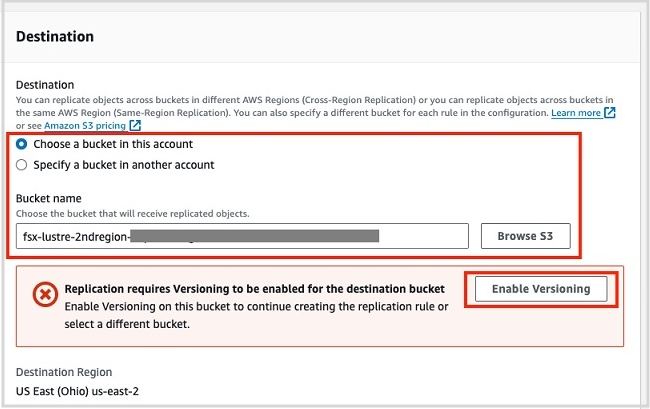 Destination
Destination
You can replicate objects across buckets in different AWS Regions (Cross-Region Replication) or you can replicate objects across buckets in
the same AWS Region (Same-Region Replication). You can also specify a different bucket for each rule in the configuration. Learn more
or see Amazon S3 pricing
Choose a bucket in this account
Specify a bucket in another account
Bucket name
Choose the bucket that will receive replicated objects.
fsx-lustre-2ndregion-
Browse S3
Replication requires Versioning to be enabled for the destination bucket
Enable Versioning on this bucket to continue creating the replication rule or
select a different bucket.
Enable Versioning
Destination Region
US East (Ohio) us-east-2